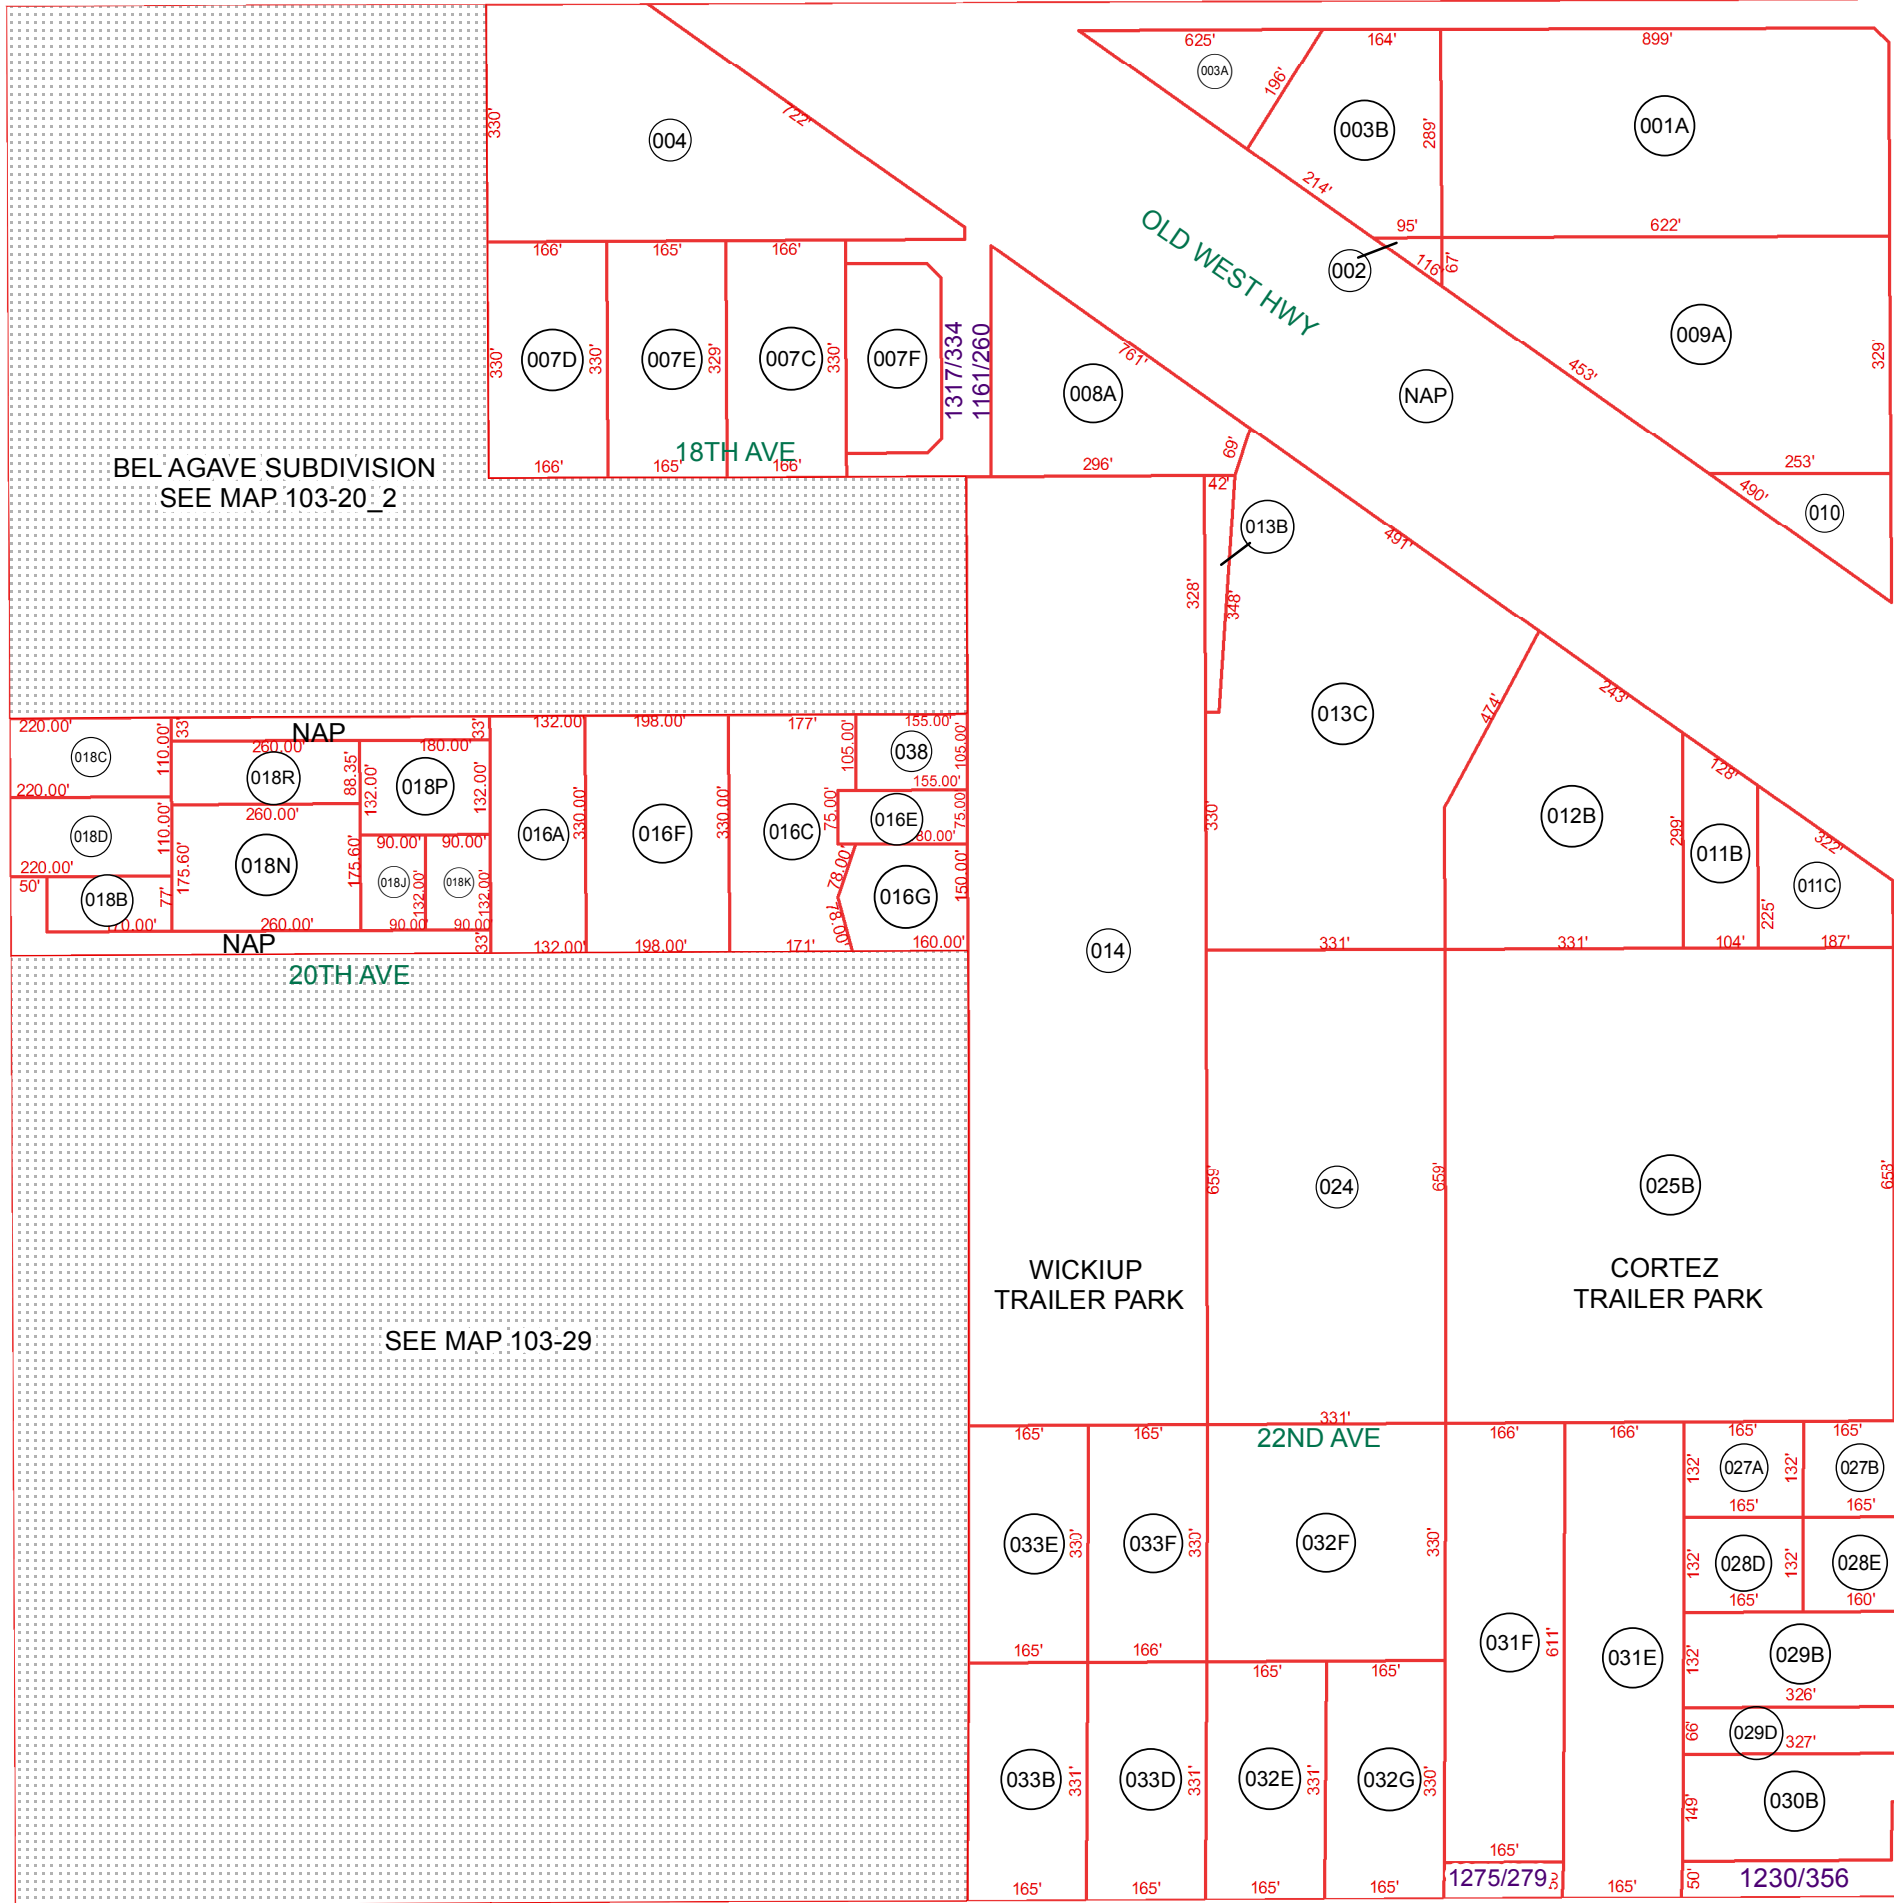 625'
164'
899'
003A
196'
003B
289'
001A
330'
722'
004
214'
95'
622'
OLD WEST HWY
002
116'
67'
166'
165'
166'
009A
329'
330'
007D
330'
007E
329'
007C
330'
007F
1317/334
1161/260
761'
008A
NAP
453'
BEL AGAVE SUBDIVISION
SEE MAP 103-20_2
18TH AVE
166'
165'
166'
69'
296'
42'
253'
490'
010
013B
491'
328'
348'
474'
243'
013C
220.00'
33'
NAP
33'
132.00'
198.00'
177'
155.00'
018C
110.00'
260.00'
180.00'
105.00'
038
105.00'
018R
88.35'
132.00'
018P
132.00'
155.00'
128'
220.00'
260.00'
016A
330.00'
016F
330.00'
016C
75.00'
016E
75.00'
80.00'
330'
012B
299'
011B
322'
018D
110.00'
220.00'
175.60'
018N
175.60'
90.00'
90.00'
78.00'
011C
50'
018B
77'
018J
132.00'
018K
132.00'
016G
150.00'
78.00'
225'
70.00'
260.00'
90.00'
90.00'
NAP
33'
132.00'
198.00'
171'
160.00'
014
331'
331'
104'
187'
20TH AVE
659'
024
659'
025B
658'
WICKIUP
TRAILER PARK
CORTEZ
TRAILER PARK
SEE MAP 103-29
331'
165'
165'
22ND AVE
166'
166'
165'
165'
132'
027A
132'
027B
165'
165'
033E
330'
033F
330'
032F
330'
132'
028D
132'
028E
165'
160'
165'
166'
031F
611'
031E
132'
029B
165'
165'
326'
66'
029D
327'
033B
331'
033D
331'
032E
331'
032G
330'
149'
030B
165'
1275/279
50'
1230/356
165'
165'
165'
165'
165'